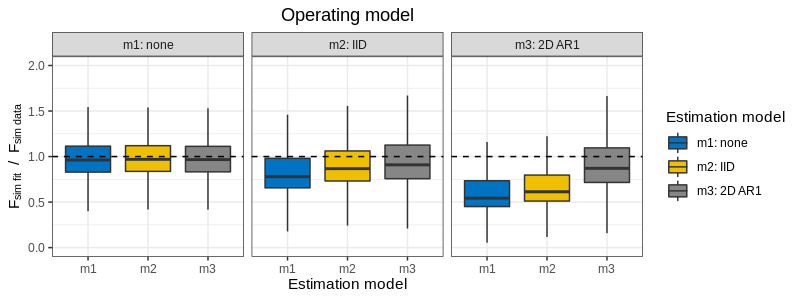 Operating model
m1: none
m2: IID
m3: 2D AR1
F sim fit / F sim data
2.0
1.5
1.0
0.5
0.0
m1 m2 m3
m1 m2 m3
m1 m2 m3
Estimation model
Estimation model
m1: none
m2: IID
m3: 2D AR1